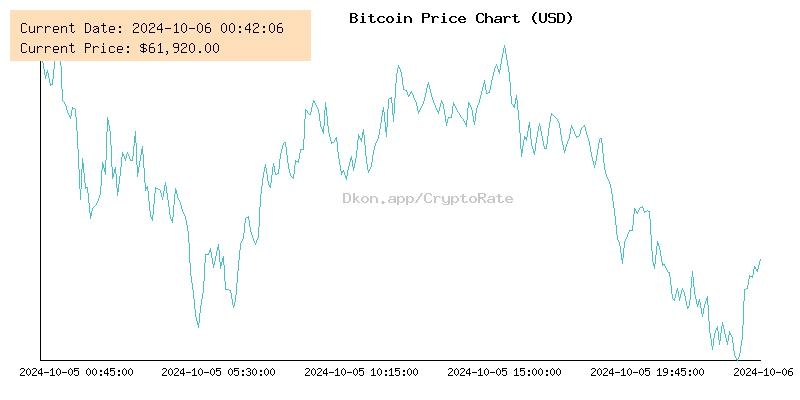 Bitcoin Price Chart (USD)
Current Date: 2024-10-06 00:42:06
Current Price: $61,920.00
Dkon.app/CryptoRate
2024-10-05 00:45:00 2024-10-05 05:30:00 2024-10-05 10:15:00 2024-10-05 15:00:00 2024-10-05 19:45:00 2024-10-06